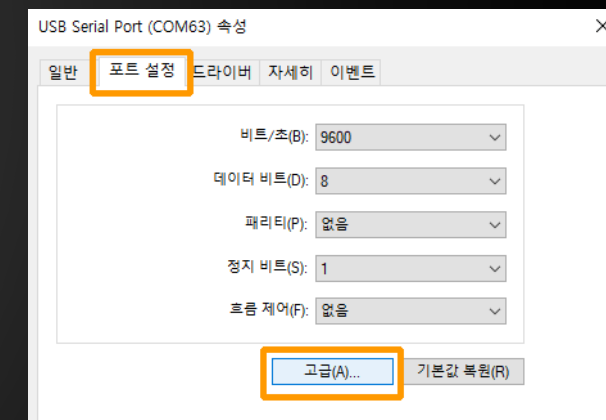 USB Serial Port (COM63) 속성
일반 포트 설정 드라이버 자세히 이벤트
비트/초(B): 9600
데이터 비트(D): 8
패리티(P): 없음
정지 비트(S): 1
흐름 제어(F): 없음
고급(A)... 기본값 복원(R)